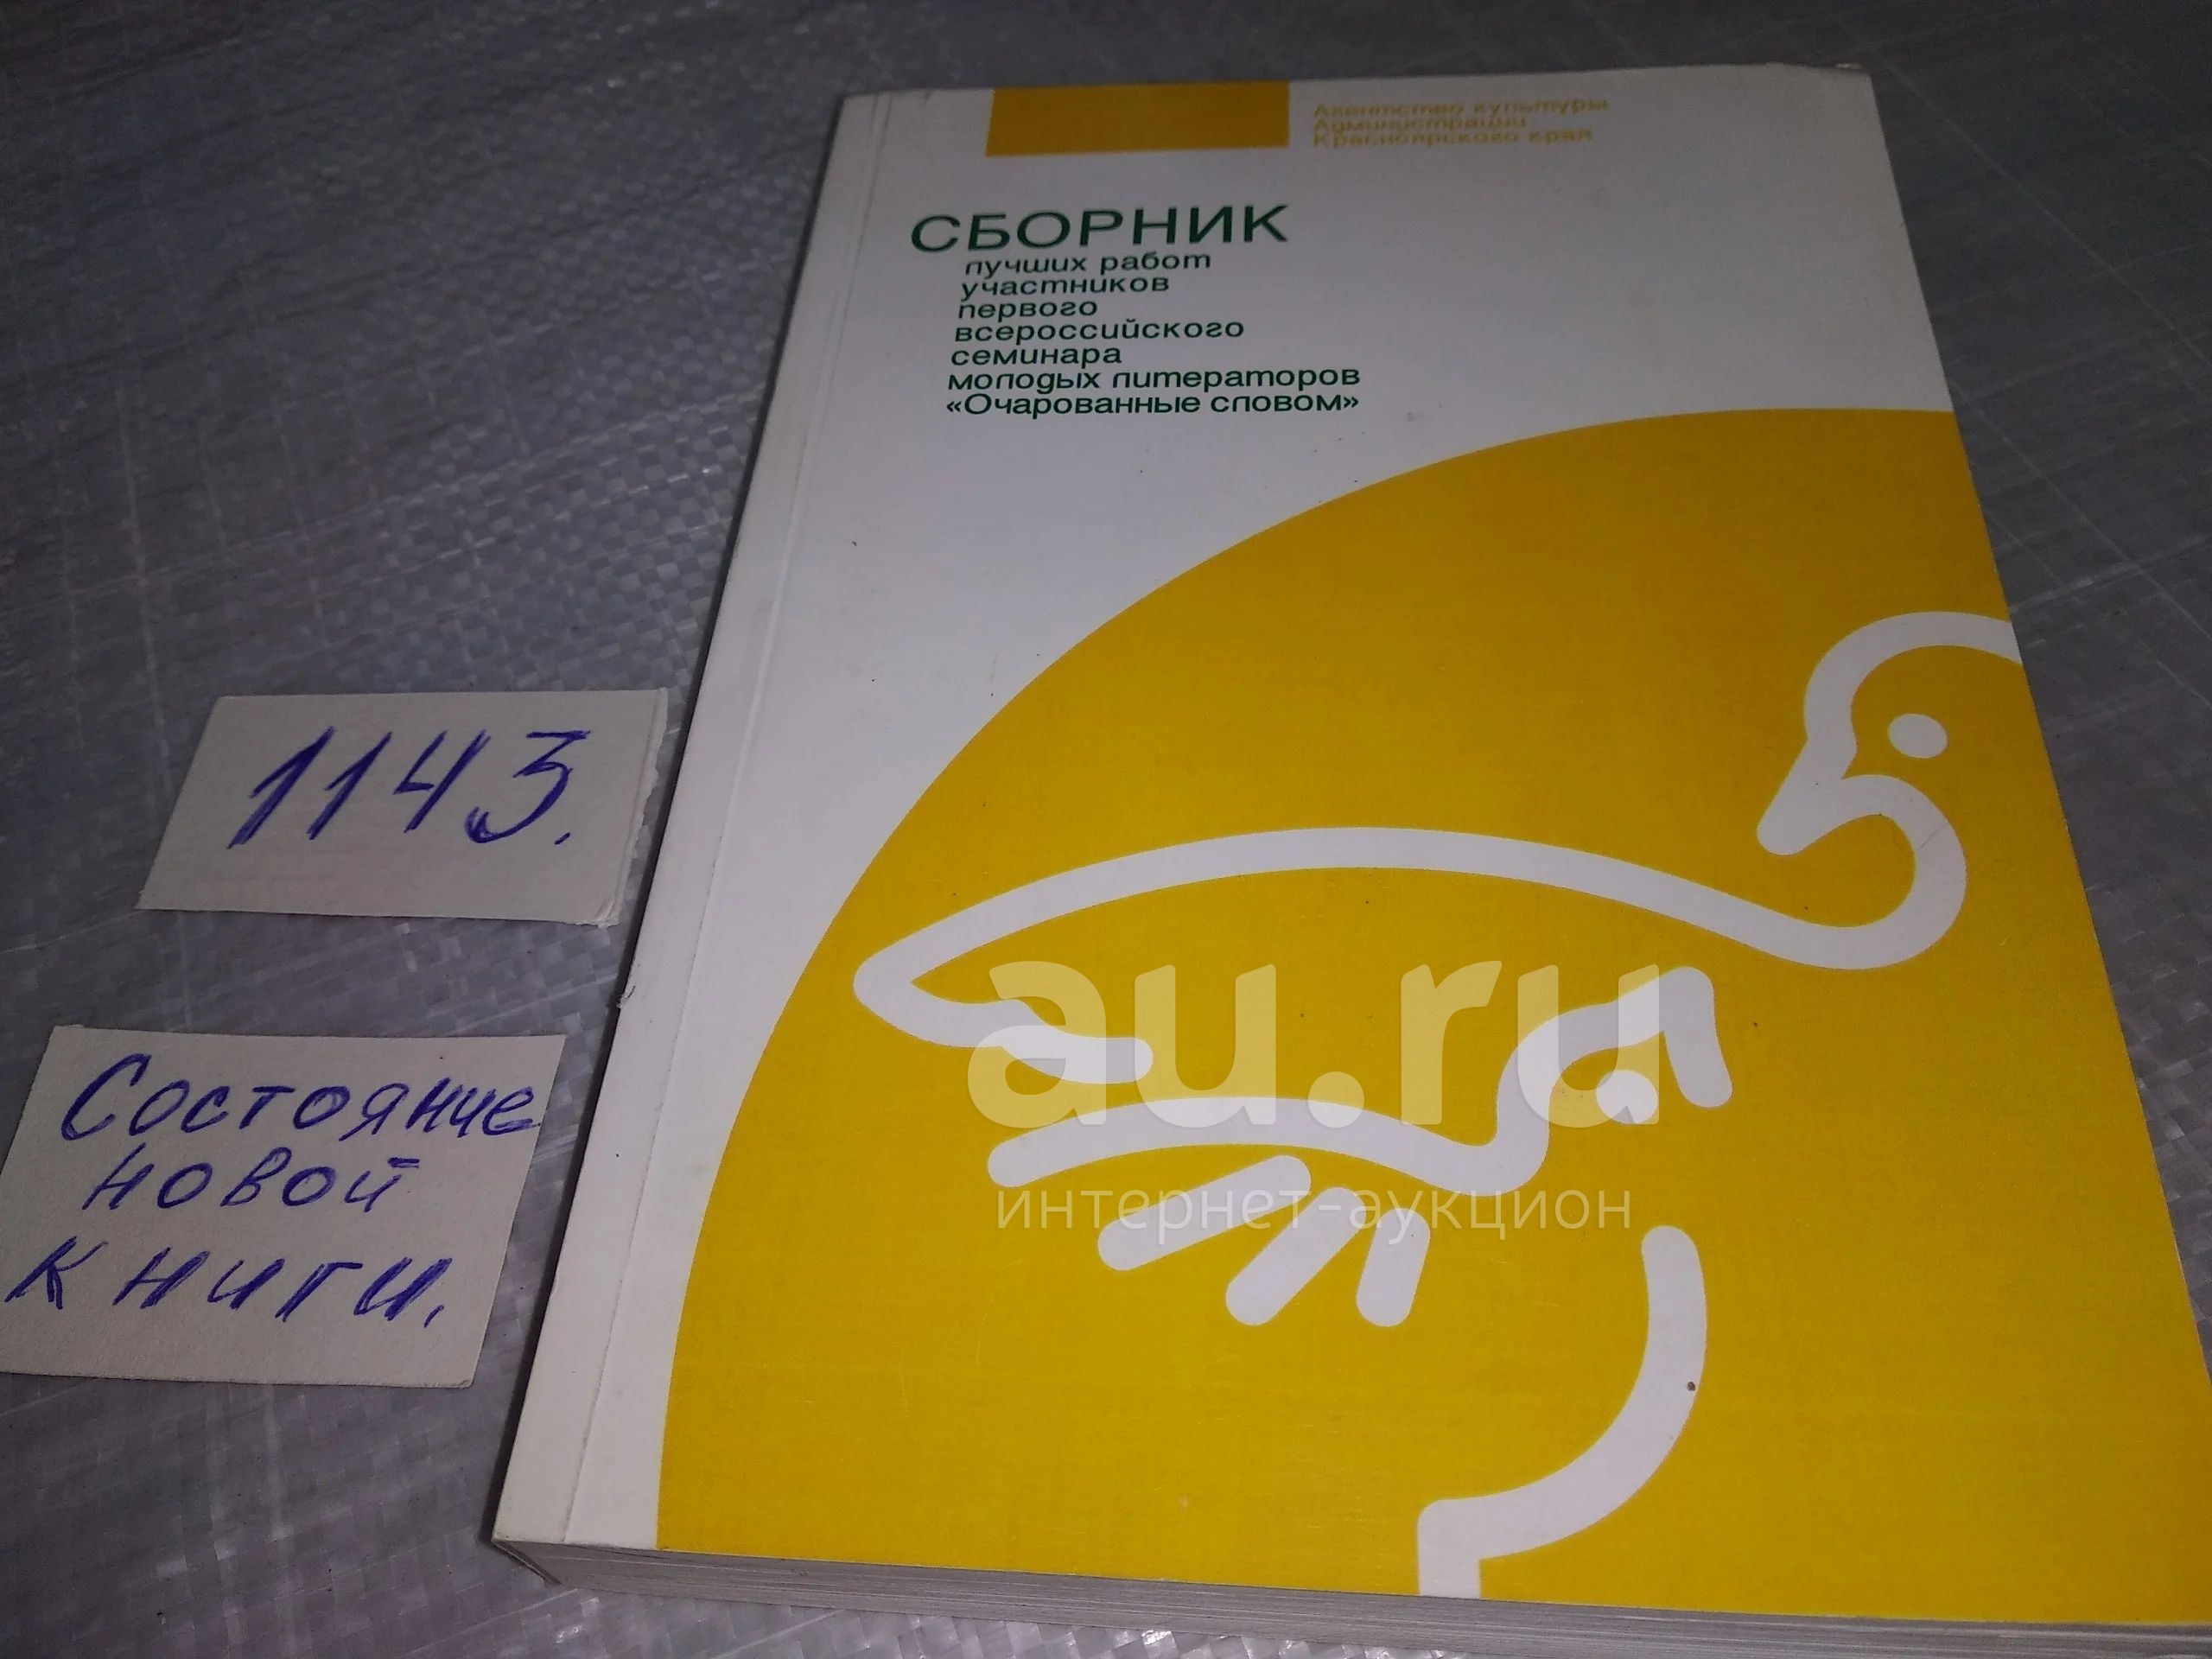 Агентство культуры
Администрации
Красноярского края
СБОРНИК
лучших работ
участников
первого
всероссийского
семинара
молодых литераторов
«Очарованные словом»
1143.
Состояние
новой
книги.
au.ru
интернет-аукцион